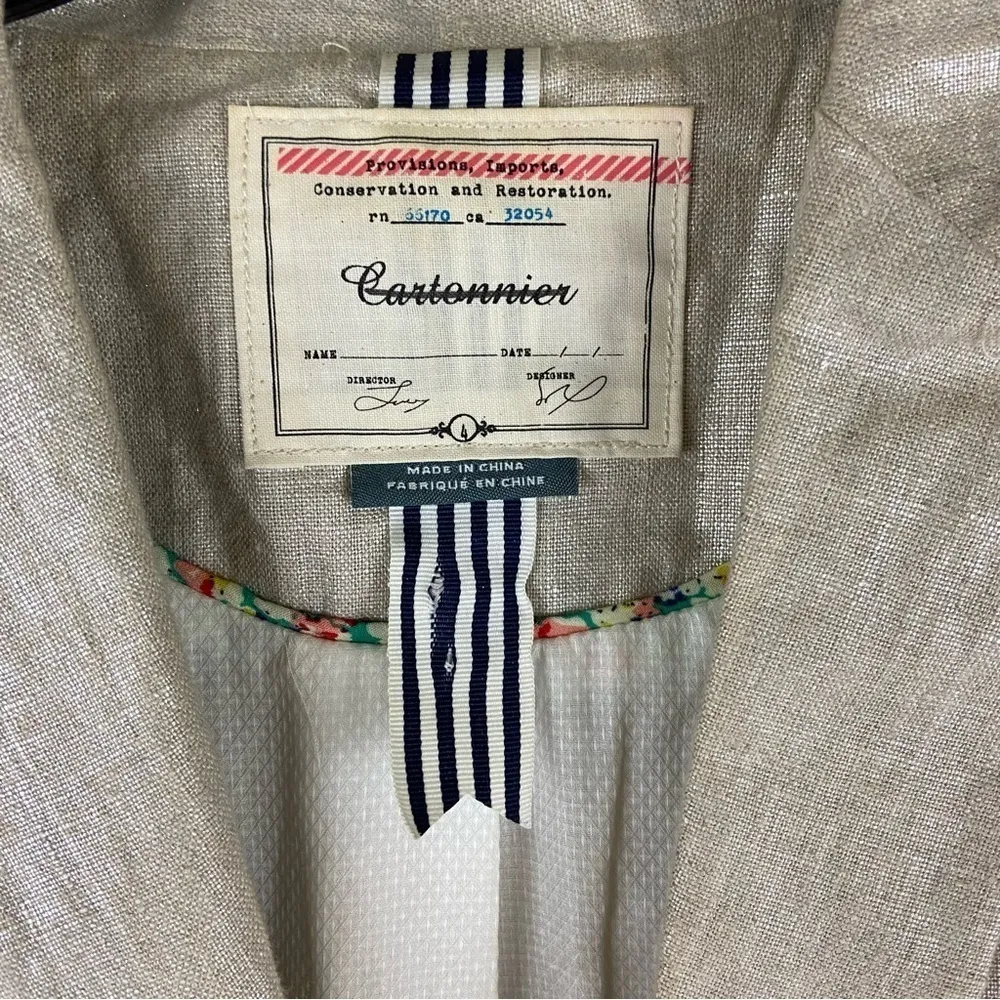 Provisions, Imports,
Conservation and Restoration.
rn 66170 ca 32054
Cartonnier
NAME DATE / /
DIRECTOR DESIGNER
4
MADE IN CHINA
FABRIQUÉ EN CHINE